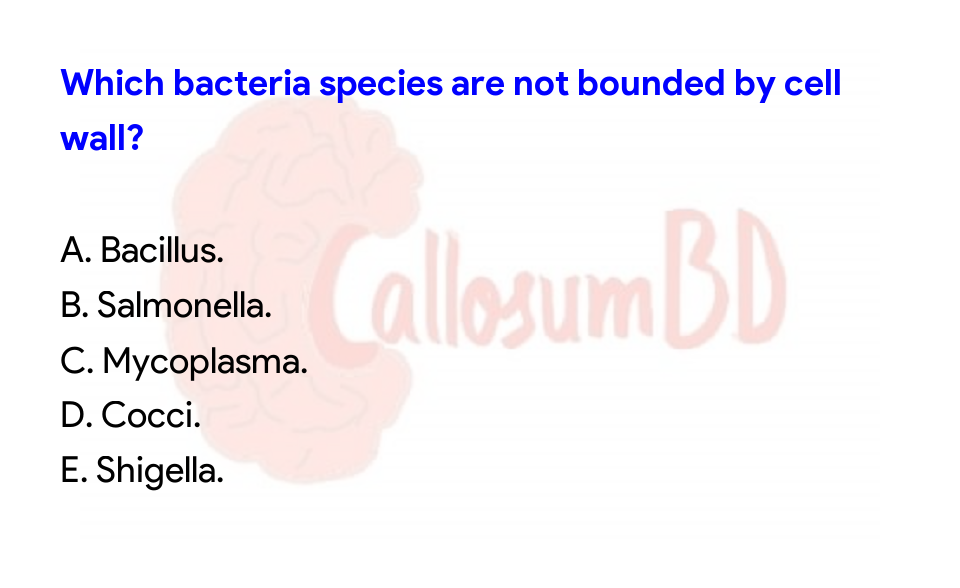 Which bacteria species are not bounded by cell
wall?
CallosumBD
A. Bacillus.
B. Salmonella.
C. Mycoplasma.
D. Cocci.
E. Shigella.